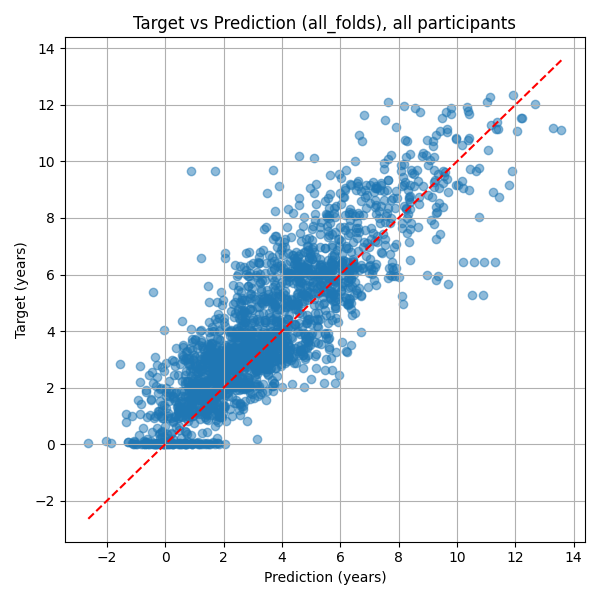 Target vs Prediction (all_folds), all participants
14
12
10
8
6
4
2
0
−2
Target (years)
−2 0 2 4 6 8 10 12 14
Prediction (years)